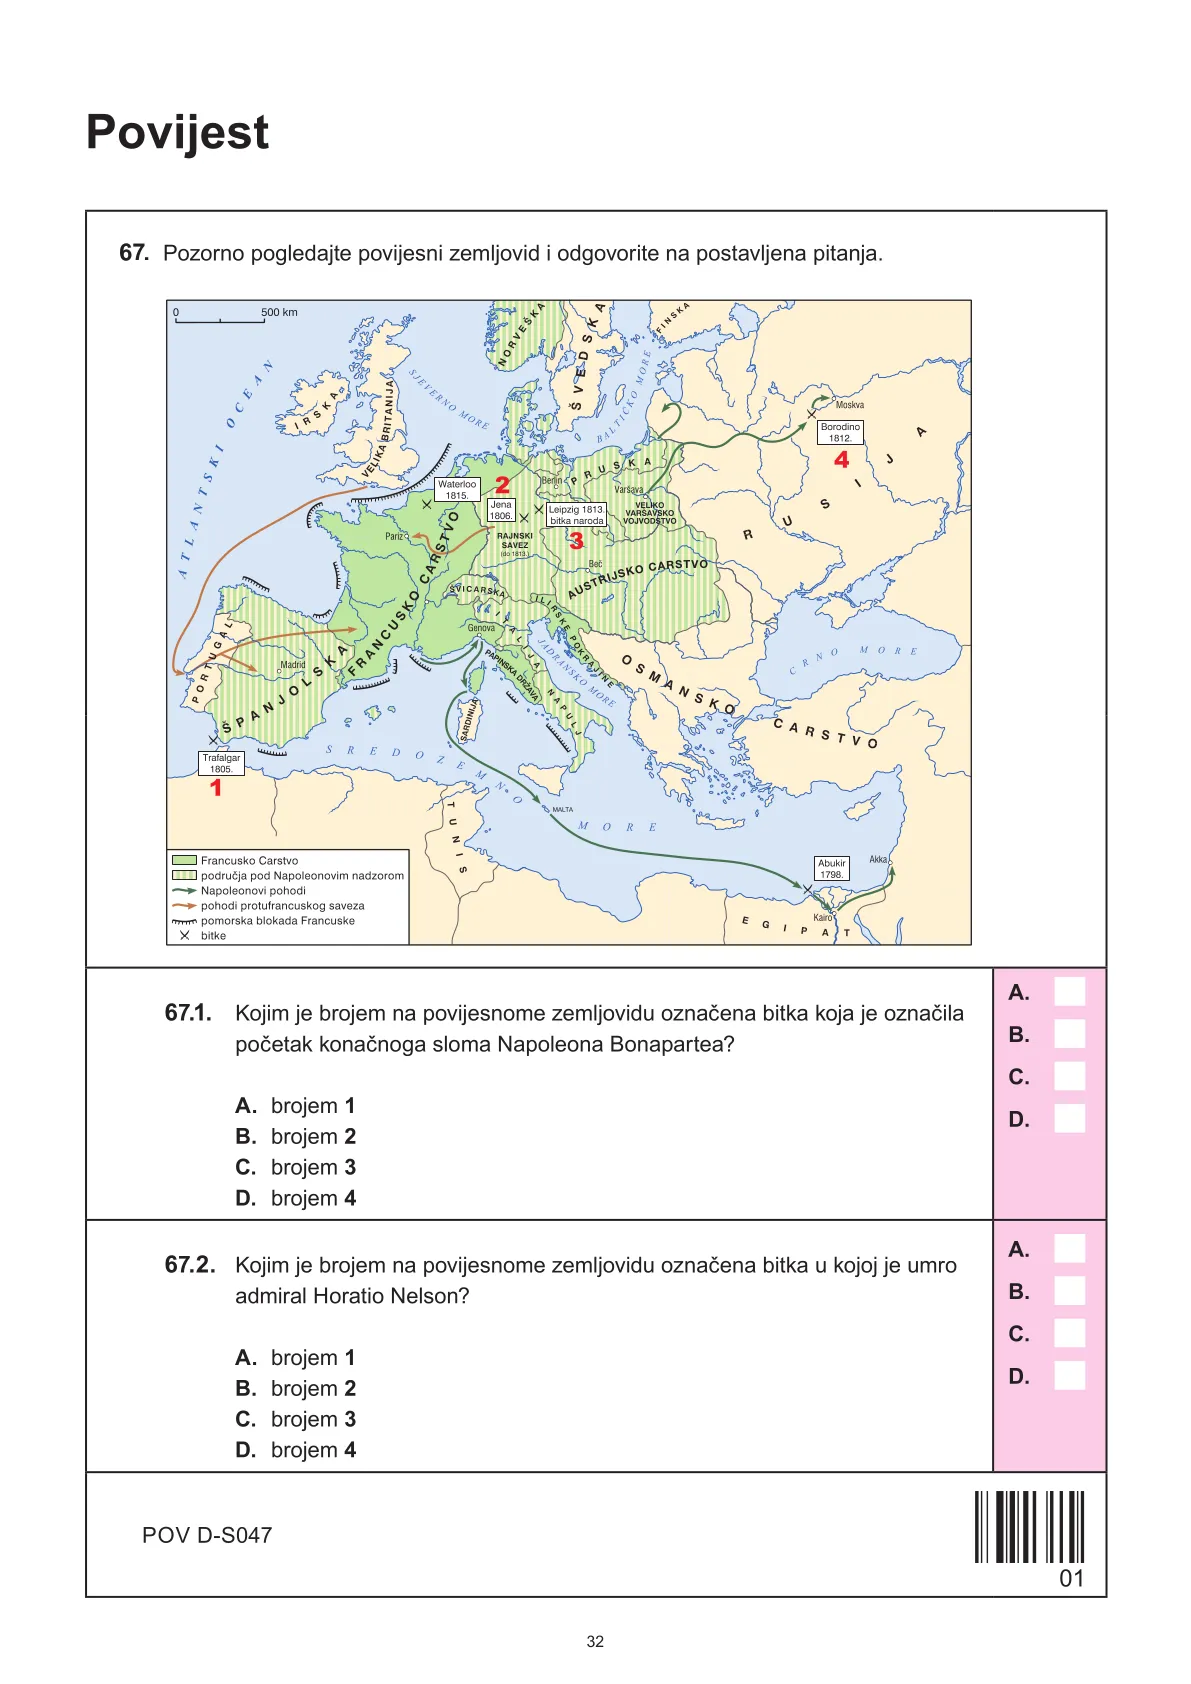 Povijest
67. Pozorno pogledajte povijesni zemljovid i odgovorite na postavljena pitanja.
0 500 km
ATLANTSKI OCEAN
IRSKA
VELIKA BRITANIJA
SJEVERNO MORE
NORVEŠKA
ŠVEDSKA
FINSKA
BALTIČKO MORE
Moskva
Borodino
1812.
4
RUSIJA
Waterloo
1815.
2
Jena
1806.
Berlin
PRUSKA
Varšava
Leipzig 1813.
bitka naroda
3
VELIKO
VARŠAVSKO
VOJVODSTVO
Pariz
RAJNSKI
SAVEZ
(do 1813.)
Beč
AUSTRIJSKO CARSTVO
FRANCUSKO CARSTVO
ŠVICARSKA
ILIRSKE POKRAJINE
ITALIJA
Genova
PAPINSKA DRŽAVA
JADRANSKO MORE
NAPULJ
SARDINIJA
PORTUGAL
Madrid
ŠPANJOLSKA
Trafalgar
1805.
1
SREDOZEMNO MORE
OSMANSKO CARSTVO
CRNO MORE
TUNIS
MALTA
Abukir
1798.
Akka
Kairo
EGIPAT
Francusko Carstvo
područja pod Napoleonovim nadzorom
Napoleonovi pohodi
pohodi protufrancuskog saveza
pomorska blokada Francuske
bitke
67.1. Kojim je brojem na povijesnome zemljovidu označena bitka koja je označila
početak konačnoga sloma Napoleona Bonapartea?
A. brojem 1
B. brojem 2
C. brojem 3
D. brojem 4
A.
B.
C.
D.
67.2. Kojim je brojem na povijesnome zemljovidu označena bitka u kojoj je umro
admiral Horatio Nelson?
A. brojem 1
B. brojem 2
C. brojem 3
D. brojem 4
A.
B.
C.
D.
POV D-S047
01
32